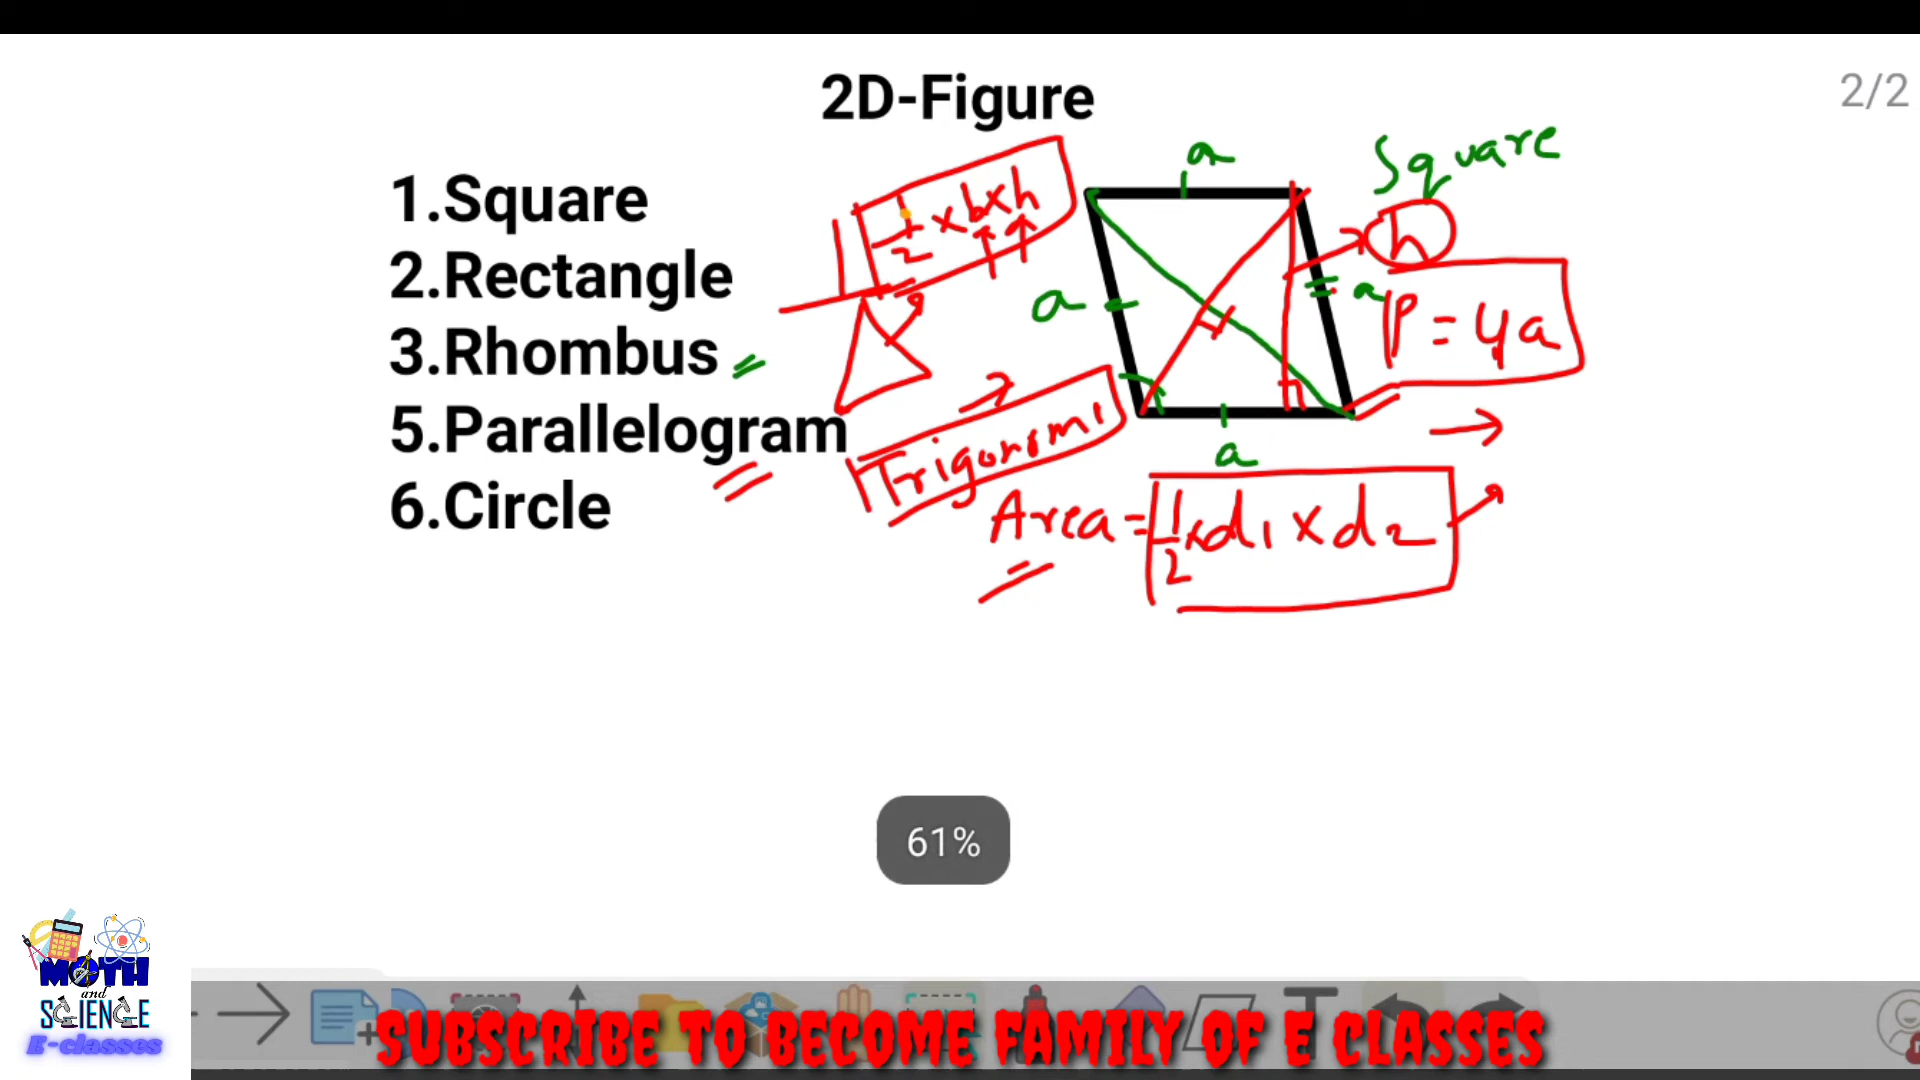 2D-Figure
2/2
1.Square
2.Rectangle
3.Rhombus
5.Parallelogram
6.Circle
1/2 × b × h
a
Square
h
a
a
P = 4a
a
Trigonomi
Area = 1/2 × d1 × d2
61%
MATH
and
SCIENCE
E-classes
SUBSCRIBE TO BECOME FAMILY OF E CLASSES